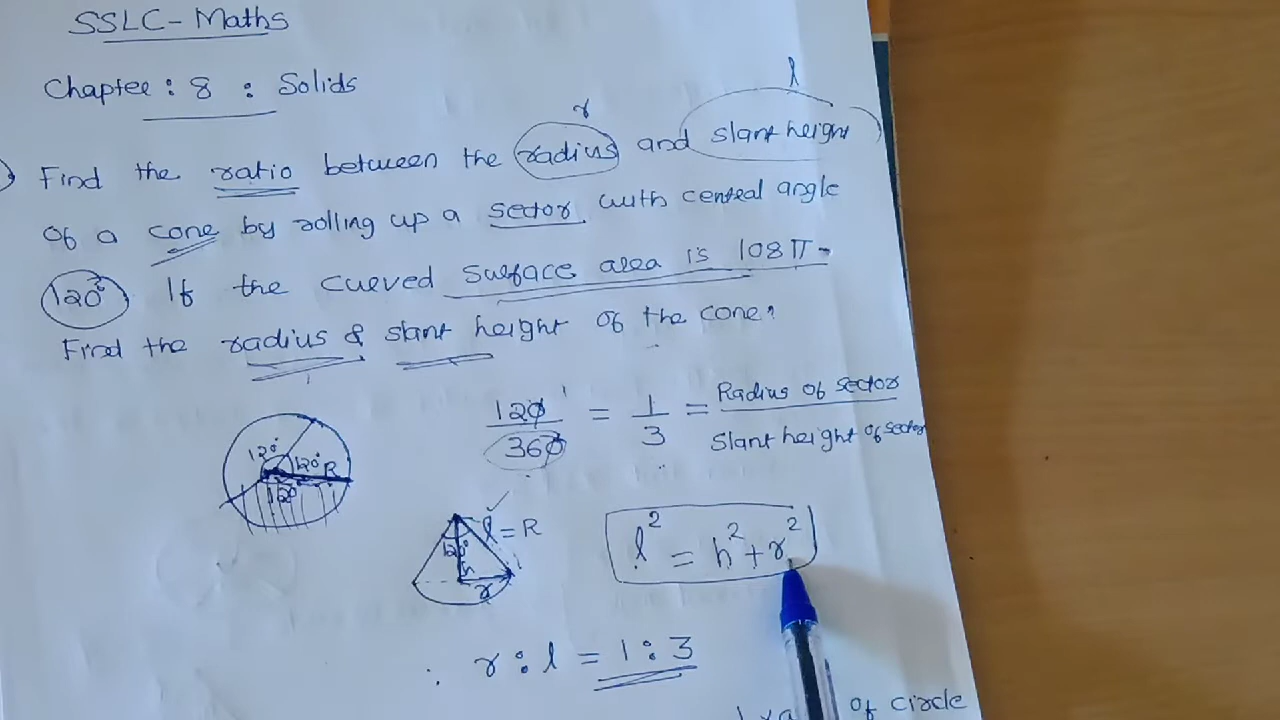 SSLC - Maths
Chapter : 8 : Solids
r l
Find the ratio between the radius and slant height
of a cone by rolling up a sector with central angle
120° If the curved surface area is 108π.
Find the radius & slant height of the cone?
120/360 = 1/3 = Radius of sector / Slant height of sector
120° 120° R
120°
l = R
120° h
r
l² = h² + r²
∴ r : l = 1 : 3
of circle